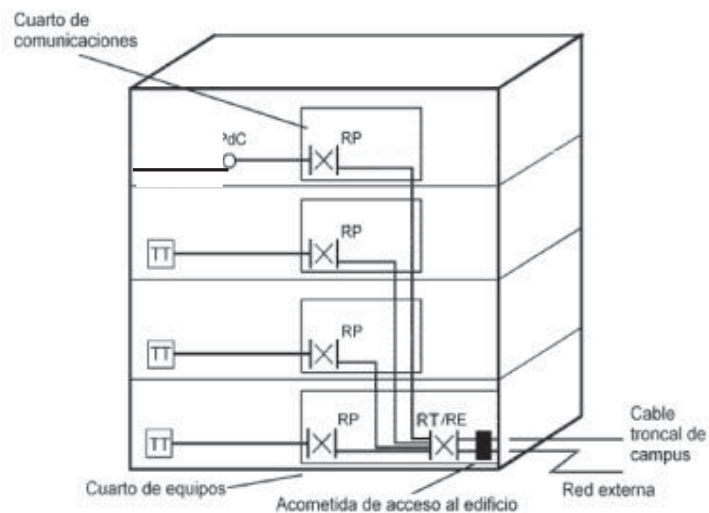 Cuarto de
comunicaciones
PdC
RP
RP
TT
RP
TT
RP
RT/RE
TT
Cable
troncal de
campus
Cuarto de equipos
Acometida de acceso al edificio
Red externa